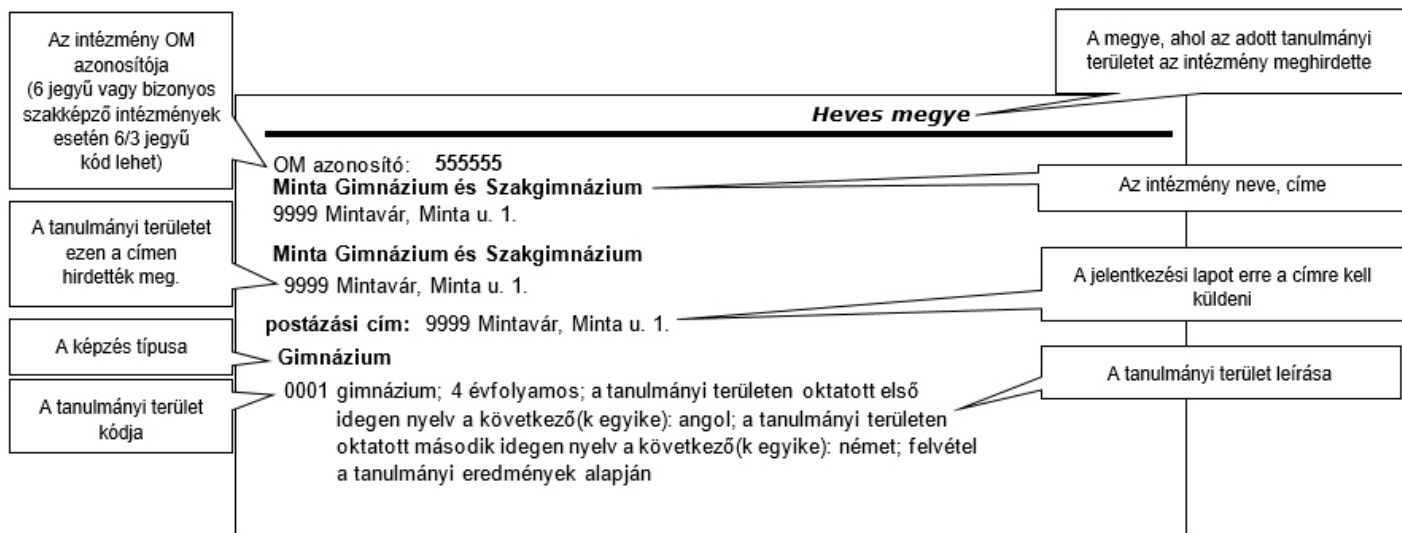 Az intézmény OM
azonosítója
(6 jegyű vagy bizonyos
szakképző intézmények
esetén 6/3 jegyű
kód lehet)
A megye, ahol az adott tanulmányi
területet az intézmény meghirdette
Heves megye
OM azonosító: 555555
Minta Gimnázium és Szakgimnázium
9999 Mintavár, Minta u. 1.
Az intézmény neve, címe
A tanulmányi területet
ezen a címen
hirdették meg.
Minta Gimnázium és Szakgimnázium
9999 Mintavár, Minta u. 1.
A jelentkezési lapot erre a címre kell
küldeni
postázási cím: 9999 Mintavár, Minta u. 1.
A képzés típusa
Gimnázium
A tanulmányi terület
kódja
0001 gimnázium; 4 évfolyamos; a tanulmányi területen oktatott első
idegen nyelv a következő(k egyike): angol; a tanulmányi területen
oktatott második idegen nyelv a következő(k egyike): német; felvétel
a tanulmányi eredmények alapján
A tanulmányi terület leírása